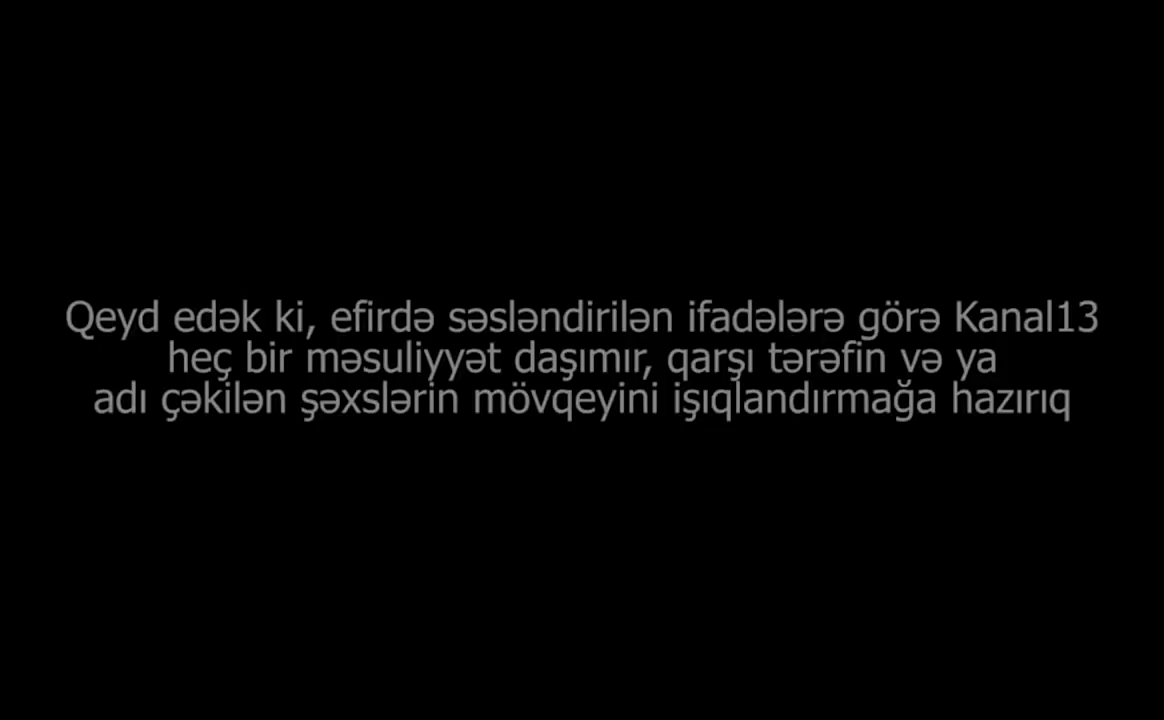 Qeyd edək ki, efirdə səsləndirilən ifadələrə görə Kanal13
heç bir məsuliyyət daşımır, qarşı tərəfin və ya
adı çəkilən şəxslərin mövqeyini işıqlandırmağa hazırıq